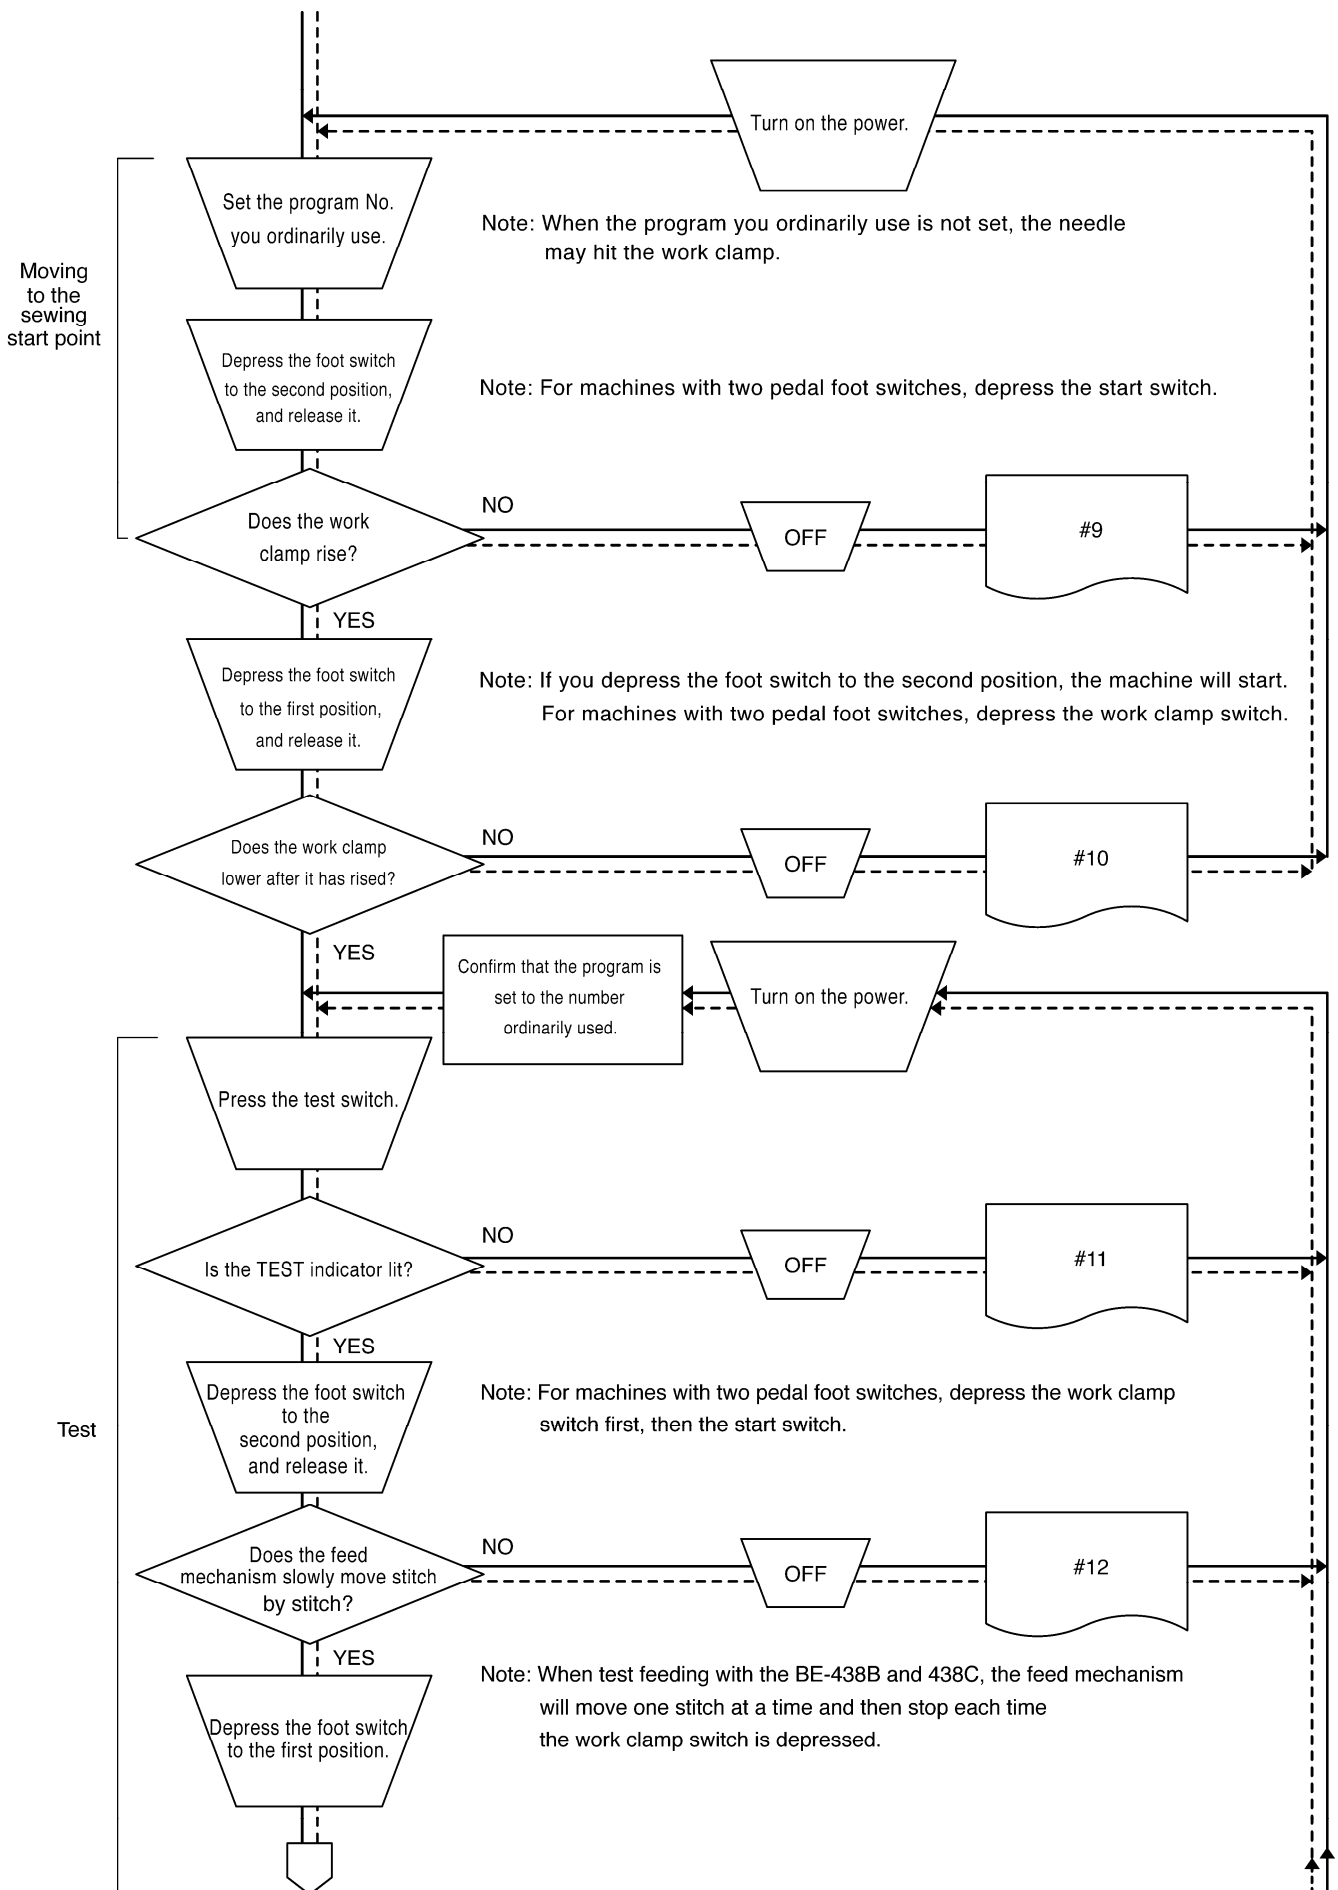 Turn on the power.
Set the program No.
you ordinarily use.
Note: When the program you ordinarily use is not set, the needle
may hit the work clamp.
Moving
to the
sewing
start point
Depress the foot switch
to the second position,
and release it.
Note: For machines with two pedal foot switches, depress the start switch.
Does the work
clamp rise?
NO
OFF
#9
YES
Depress the foot switch
to the first position,
and release it.
Note: If you depress the foot switch to the second position, the machine will start.
For machines with two pedal foot switches, depress the work clamp switch.
Does the work clamp
lower after it has rised?
NO
OFF
#10
YES
Confirm that the program is
set to the number
ordinarily used.
Turn on the power.
Press the test switch.
Is the TEST indicator lit?
NO
OFF
#11
YES
Depress the foot switch
to the
second position,
and release it.
Note: For machines with two pedal foot switches, depress the work clamp
switch first, then the start switch.
Test
Does the feed
mechanism slowly move stitch
by stitch?
NO
OFF
#12
YES
Depress the foot switch
to the first position.
Note: When test feeding with the BE-438B and 438C, the feed mechanism
will move one stitch at a time and then stop each time
the work clamp switch is depressed.